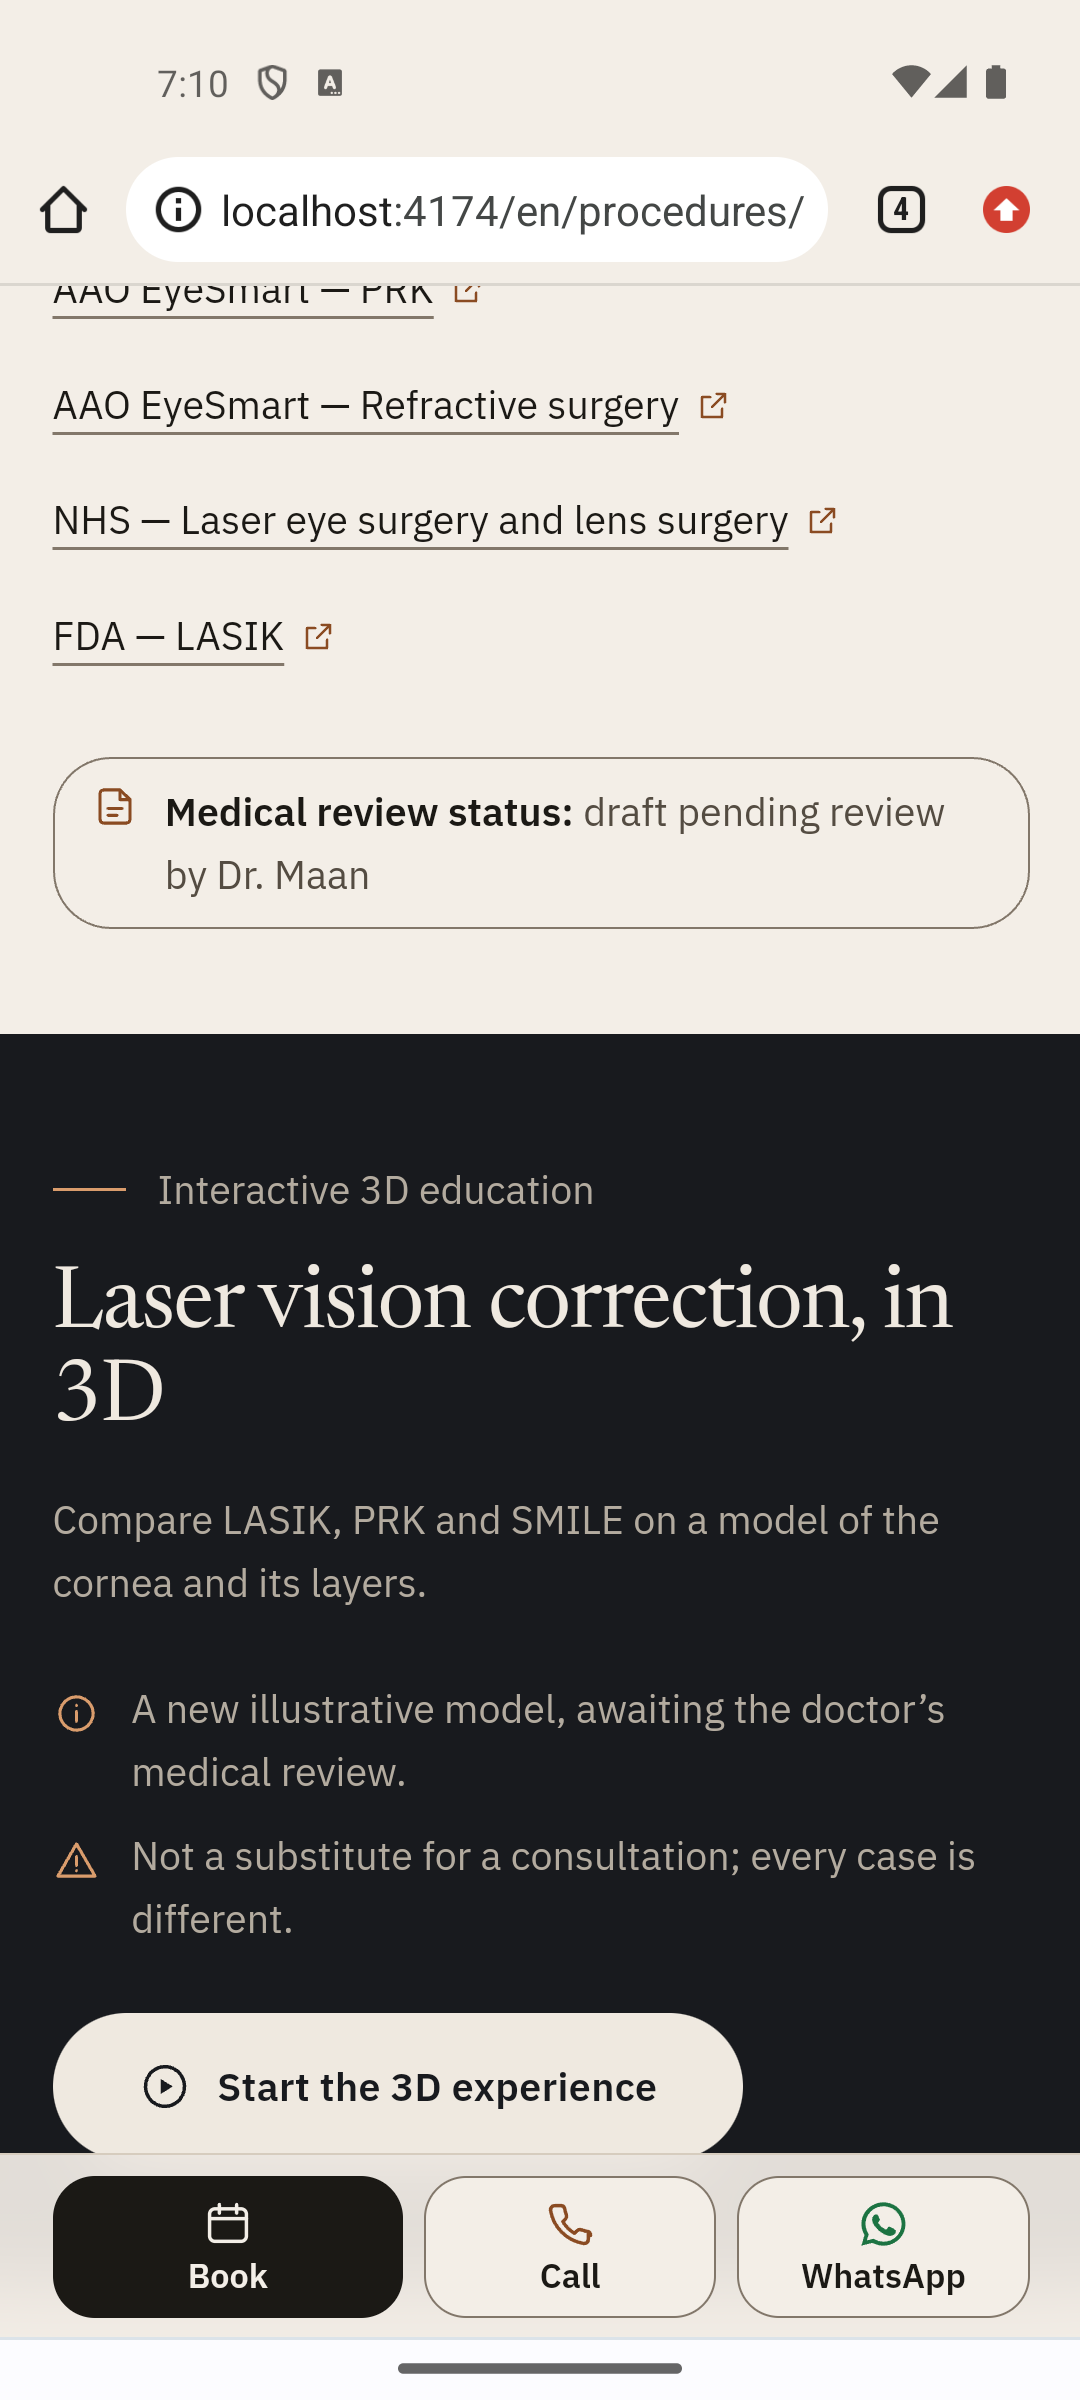 7:10
localhost:4174/en/procedures/
4
AAO EyeSmart — PRK
AAO EyeSmart — Refractive surgery
NHS — Laser eye surgery and lens surgery
FDA — LASIK
Medical review status: draft pending review
by Dr. Maan
Interactive 3D education
Laser vision correction, in
3D
Compare LASIK, PRK and SMILE on a model of the
cornea and its layers.
A new illustrative model, awaiting the doctor’s
medical review.
Not a substitute for a consultation; every case is
different.
Start the 3D experience
Book
Call
WhatsApp